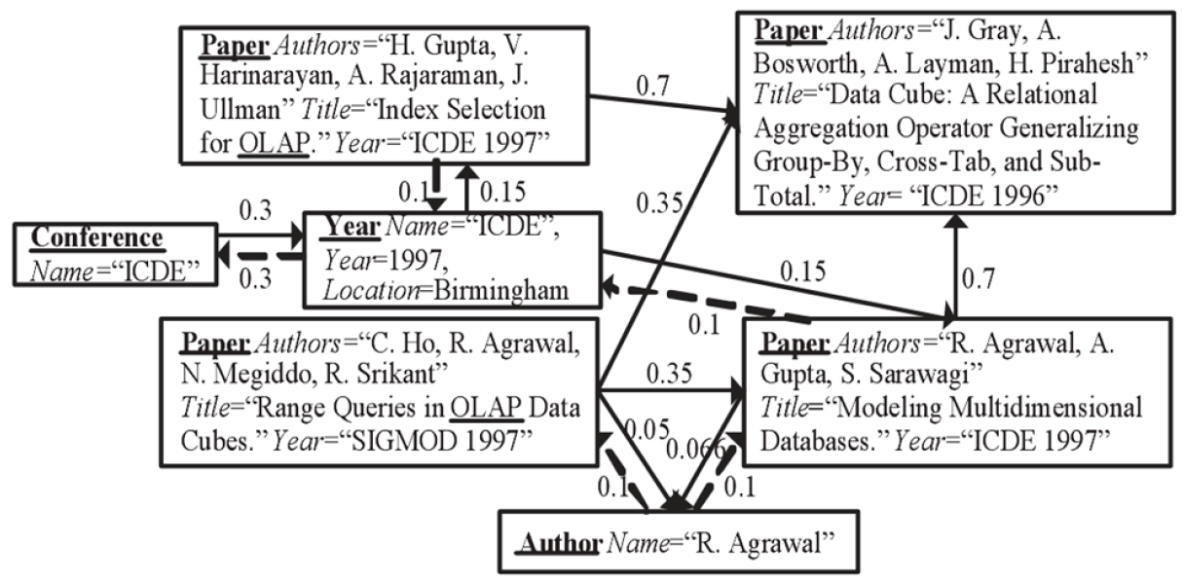 Paper Authors=“H. Gupta, V.
Harinarayan, A. Rajaraman, J.
Ullman” Title=“Index Selection
for OLAP.” Year=“ICDE 1997”
Paper Authors=“J. Gray, A.
Bosworth, A. Layman, H. Pirahesh”
Title=“Data Cube: A Relational
Aggregation Operator Generalizing
Group-By, Cross-Tab, and Sub-
Total.” Year= “ICDE 1996”
0.7
0.1
0.15
0.35
0.3
Conference
Name=“ICDE”
0.3
Year Name=“ICDE”,
Year=1997,
Location=Birmingham
0.15
0.7
0.1
Paper Authors=“C. Ho, R. Agrawal,
N. Megiddo, R. Srikant”
Title=“Range Queries in OLAP Data
Cubes.” Year=“SIGMOD 1997”
0.35
Paper Authors=“R. Agrawal, A.
Gupta, S. Sarawagi”
Title=“Modeling Multidimensional
Databases.” Year=“ICDE 1997”
0.05
0.066
0.1
0.1
Author Name=“R. Agrawal”